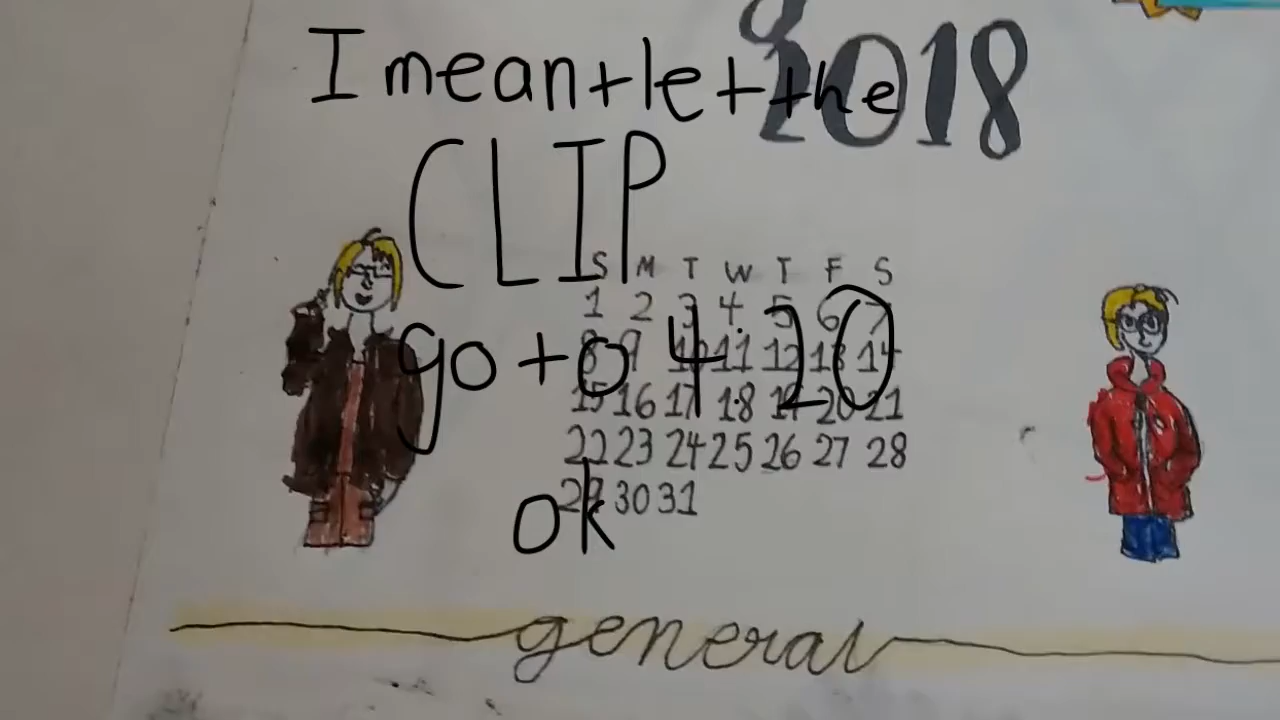 2018
I meant let the
CLIP
go to 4:20
ok
S M T W T F S
1 2 3 4 5 6 7
8 9 10 11 12 13 14
15 16 17 18 19 20 21
22 23 24 25 26 27 28
29 30 31
general